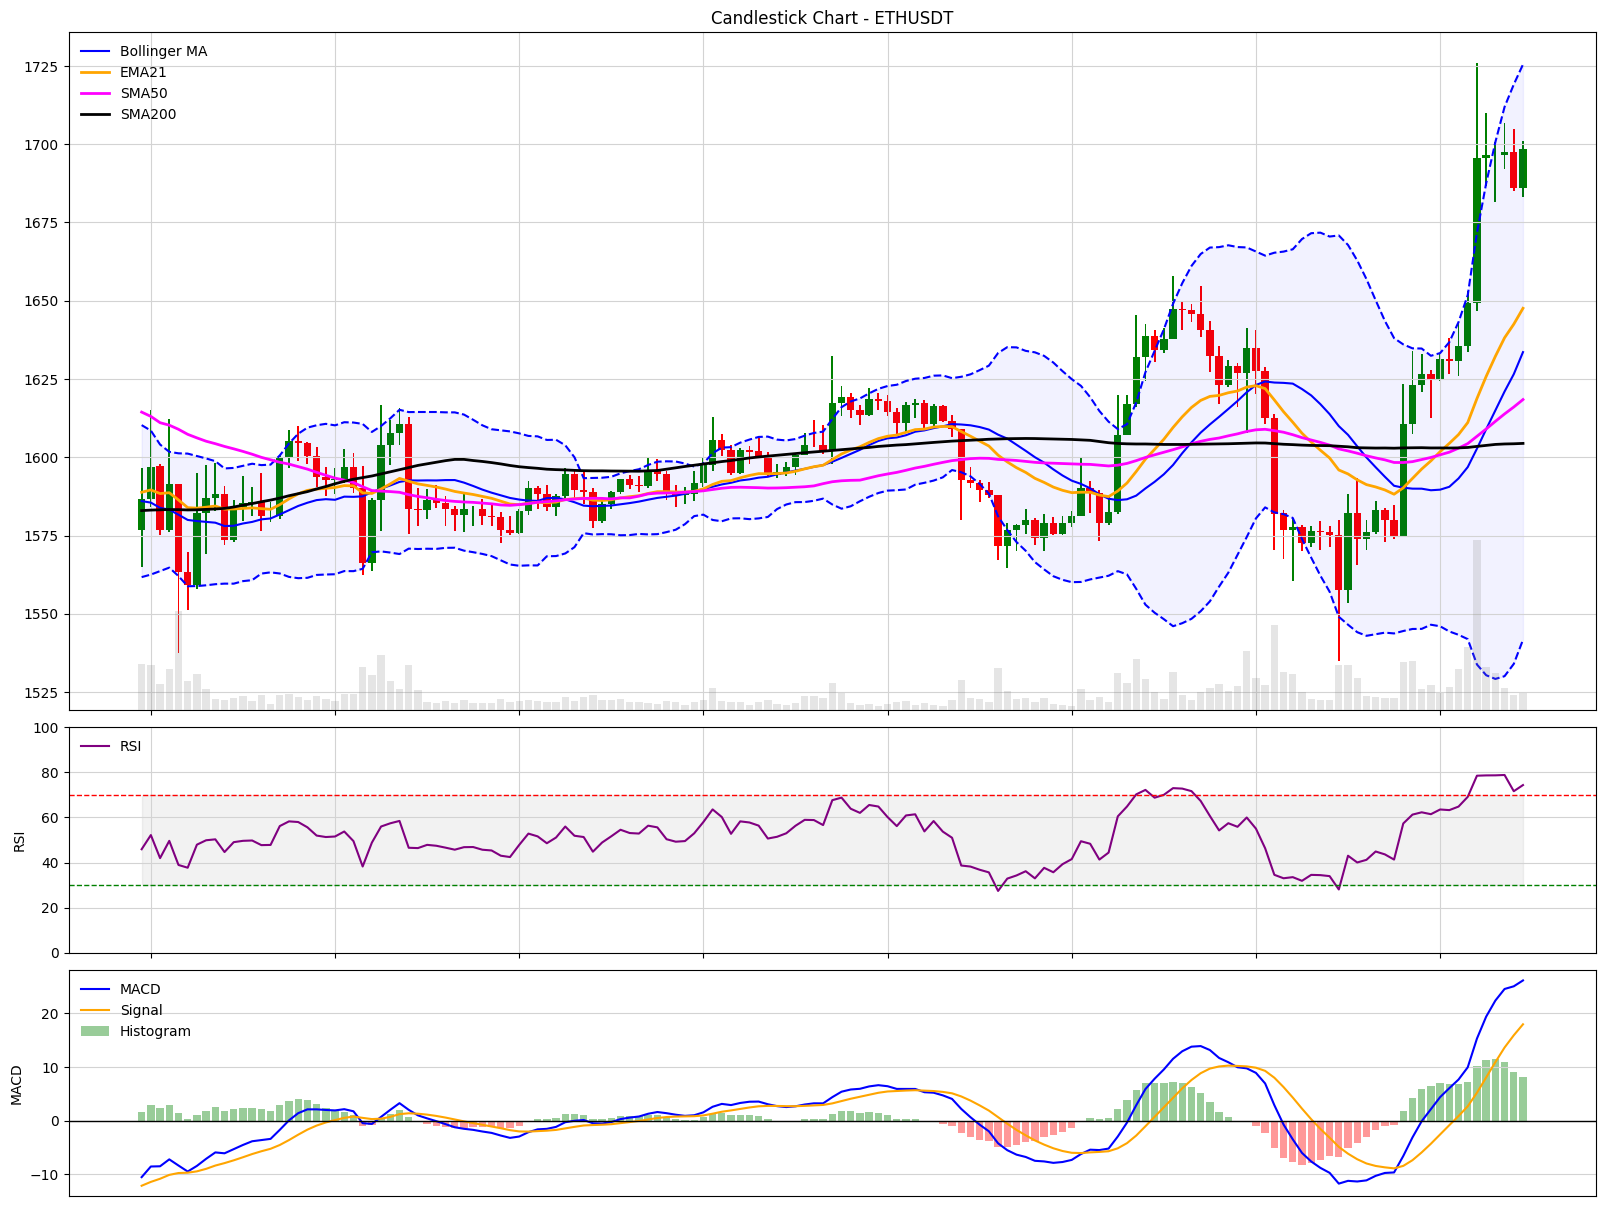 Candlestick Chart - ETHUSDT
Bollinger MA
EMA21
SMA50
SMA200
1725
1700
1675
1650
1625
1600
1575
1550
1525
RSI
100
80
60
40
20
0
RSI
MACD
Signal
Histogram
20
10
0
−10
MACD